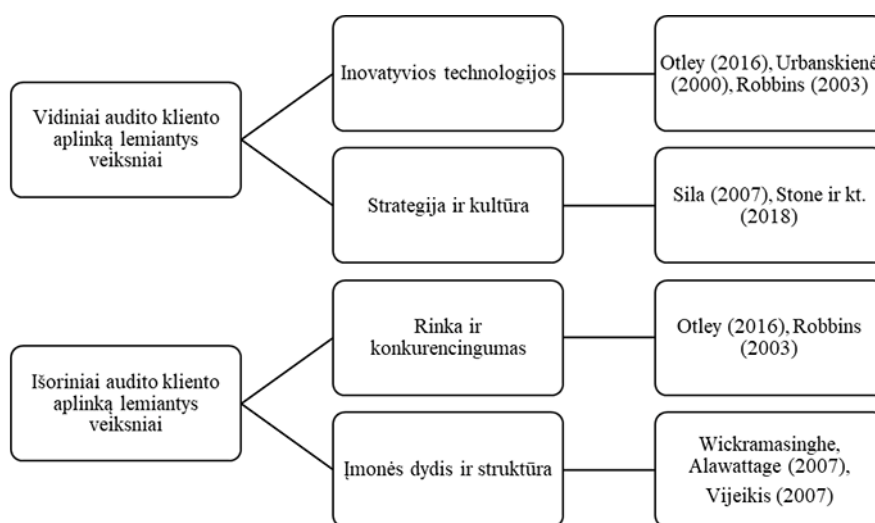 Vidiniai audito kliento
aplinką lemiantys
veiksniai
Inovatyvios technologijos
Otley (2016), Urbanskienė
(2000), Robbins (2003)
Strategija ir kultūra
Sila (2007), Stone ir kt.
(2018)
Išoriniai audito kliento
aplinką lemiantys
veiksniai
Rinka ir
konkurencingumas
Otley (2016), Robbins
(2003)
Įmonės dydis ir struktūra
Wickramasinghe,
Alawattage (2007),
Vijeikis (2007)